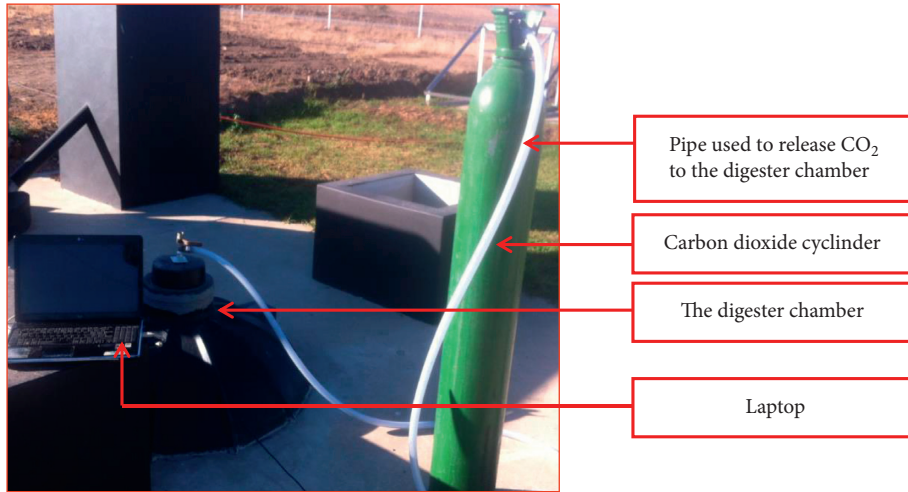 Pipe used to release CO₂
to the digester chamber
Carbon dioxide cyclinder
The digester chamber
Laptop